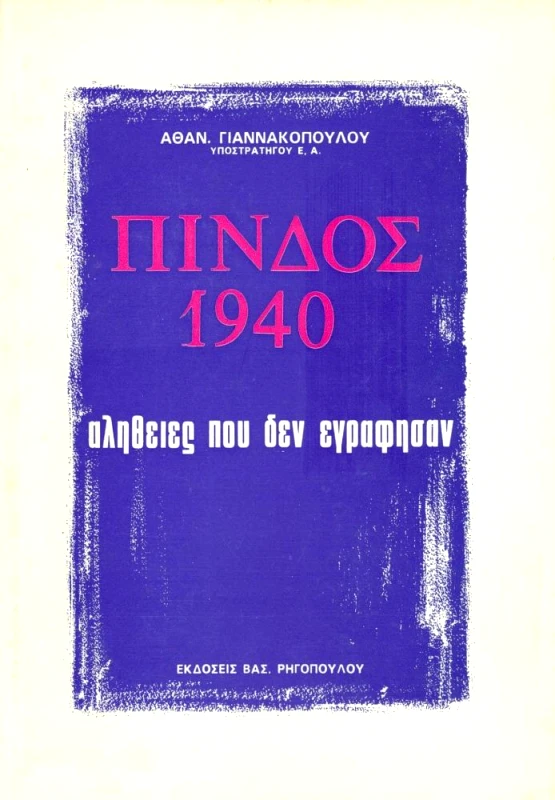 ΑΘΑΝ. ΓΙΑΝΝΑΚΟΠΟΥΛΟΥ
ΥΠΟΣΤΡΑΤΗΓΟΥ Ε. Α.
ΠΙΝΔΟΣ
1940
αληθειες που δεν εγραφησαν
ΕΚΔΟΣΕΙΣ ΒΑΣ. ΡΗΓΟΠΟΥΛΟΥ